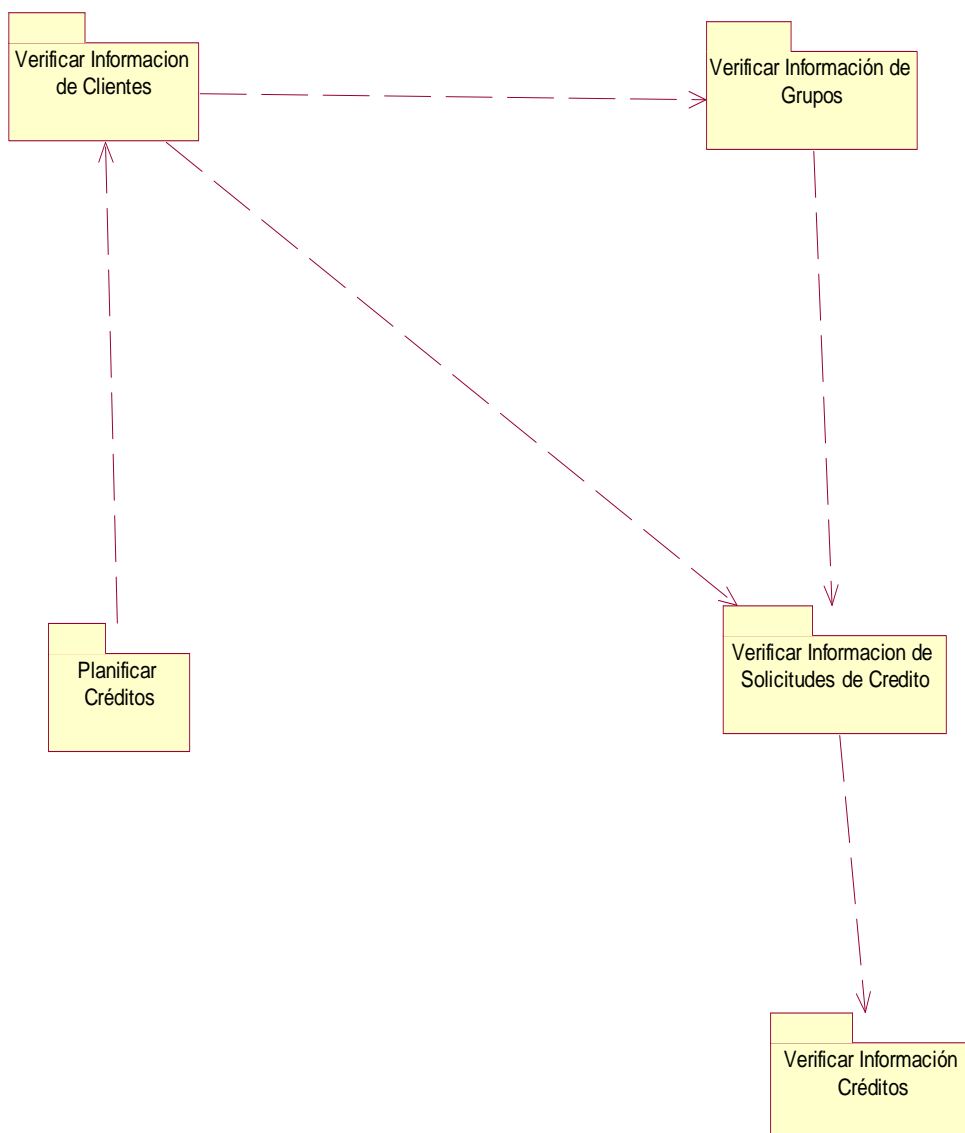 Verificar Informacion
de Clientes
Verificar Información de
Grupos
Planificar
Créditos
Verificar Informacion de
Solicitudes de Credito
Verificar Información
Créditos